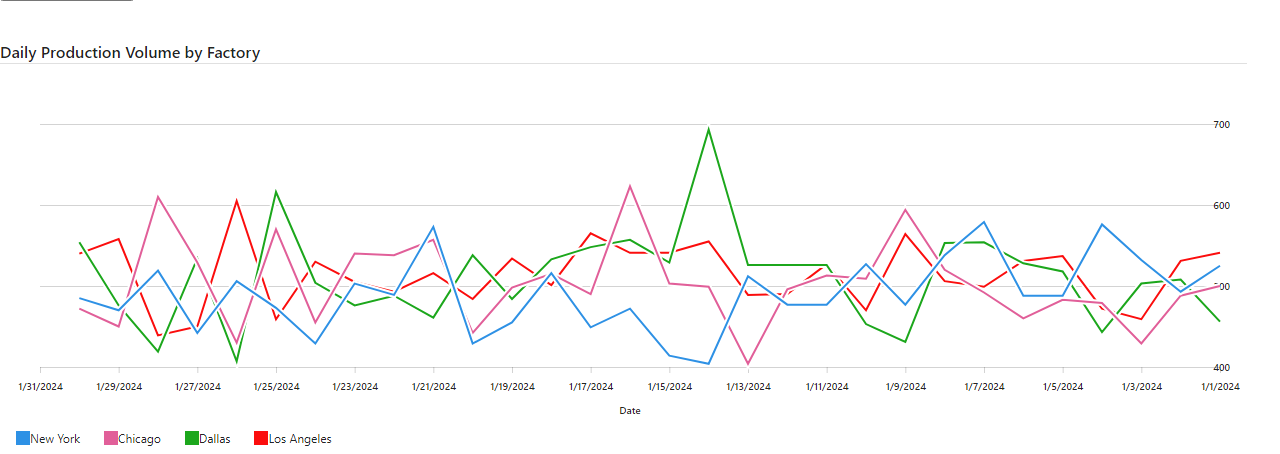 Daily Production Volume by Factory
700
600
500
400
1/31/2024 1/29/2024 1/27/2024 1/25/2024 1/23/2024 1/21/2024 1/19/2024 1/17/2024 1/15/2024 1/13/2024 1/11/2024 1/9/2024 1/7/2024 1/5/2024 1/3/2024 1/1/2024
Date
New York Chicago Dallas Los Angeles